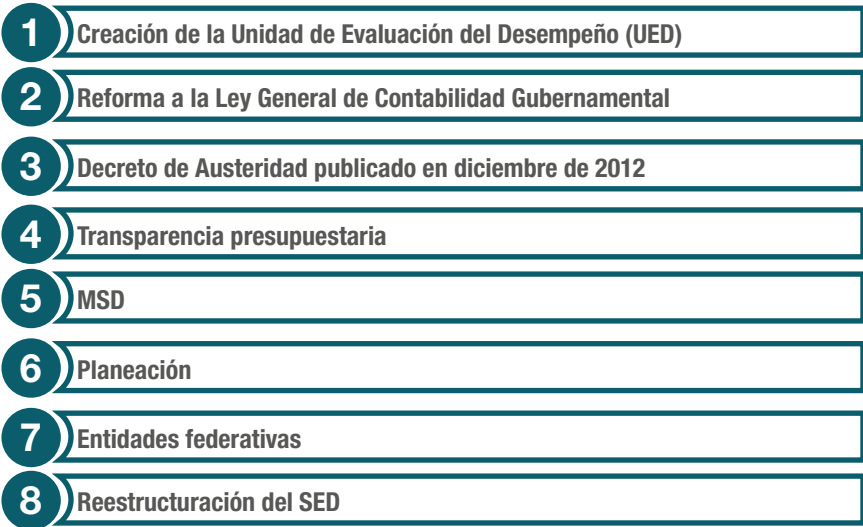 1 Creación de la Unidad de Evaluación del Desempeño (UED)
2 Reforma a la Ley General de Contabilidad Gubernamental
3 Decreto de Austeridad publicado en diciembre de 2012
4 Transparencia presupuestaria
5 MSD
6 Planeación
7 Entidades federativas
8 Reestructuración del SED